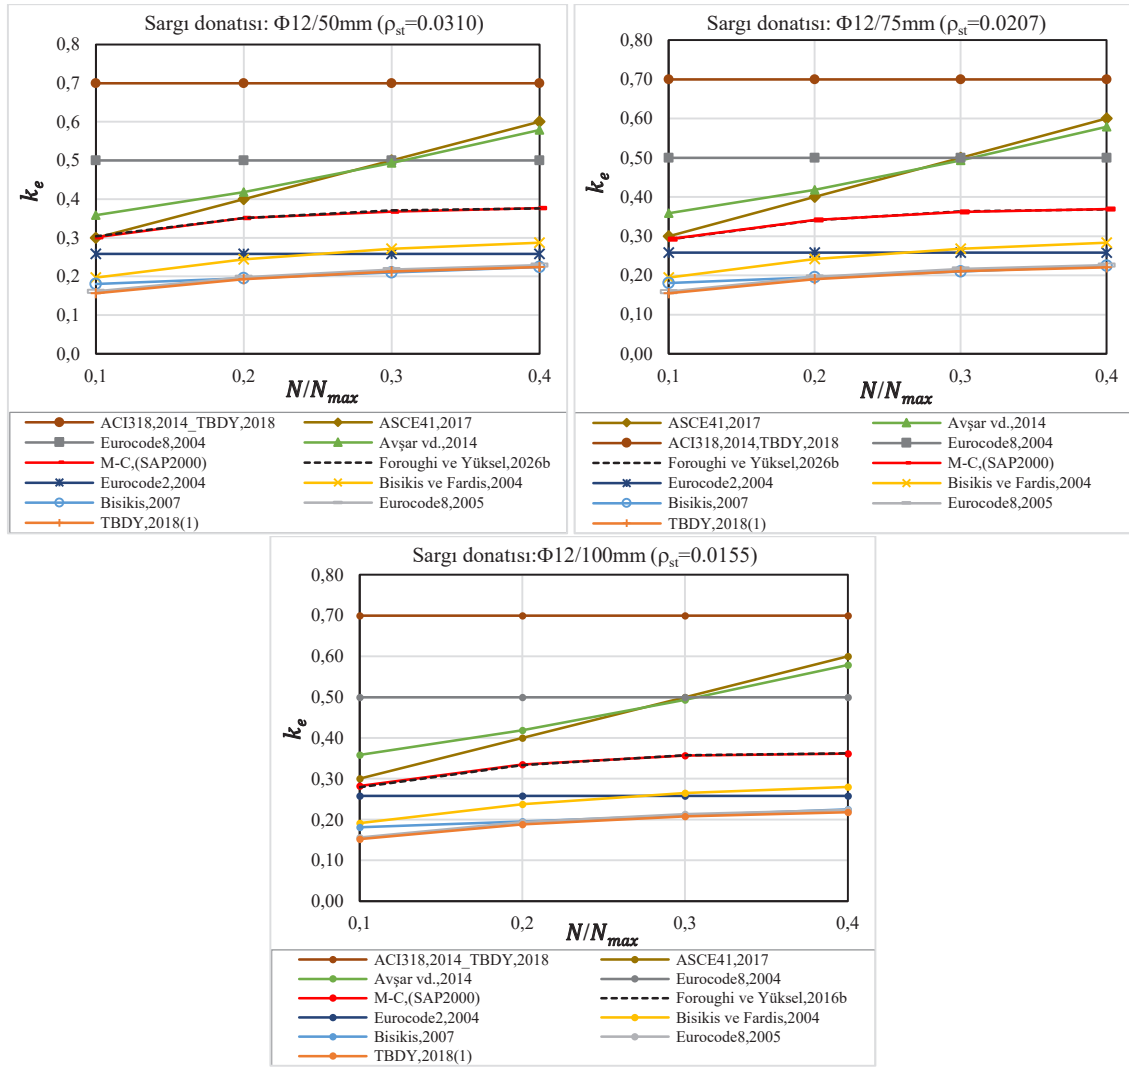 Sargı donatısı: Φ12/50mm (ρst=0.0310)
0,8
0,7
0,6
0,5
0,4
0,3
0,2
0,1
0,0
ke
0,1 0,2 0,3 0,4
N/Nmax
ACI318,2014_TBDY,2018 ASCE41,2017
Eurocode8,2004 Avşar vd.,2014
M-C,(SAP2000) Foroughi ve Yüksel,2026b
Eurocode2,2004 Bisikis ve Fardis,2004
Bisikis,2007 Eurocode8,2005
TBDY,2018(1)
Sargı donatısı: Φ12/75mm (ρst=0.0207)
0,80
0,70
0,60
0,50
0,40
0,30
0,20
0,10
0,00
ke
0,1 0,2 0,3 0,4
N/Nmax
ASCE41,2017 Avşar vd.,2014
ACI318,2014,TBDY,2018 Eurocode8,2004
Foroughi ve Yüksel,2026b M-C,(SAP2000)
Eurocode2,2004 Bisikis ve Fardis,2004
Bisikis,2007 Eurocode8,2005
TBDY,2018(1)
Sargı donatısı:Φ12/100mm (ρst=0.0155)
0,80
0,70
0,60
0,50
0,40
0,30
0,20
0,10
0,00
ke
0,1 0,2 0,3 0,4
N/Nmax
ACI318,2014_TBDY,2018 ASCE41,2017
Avşar vd.,2014 Eurocode8,2004
M-C,(SAP2000) Foroughi ve Yüksel,2016b
Eurocode2,2004 Bisikis ve Fardis,2004
Bisikis,2007 Eurocode8,2005
TBDY,2018(1)